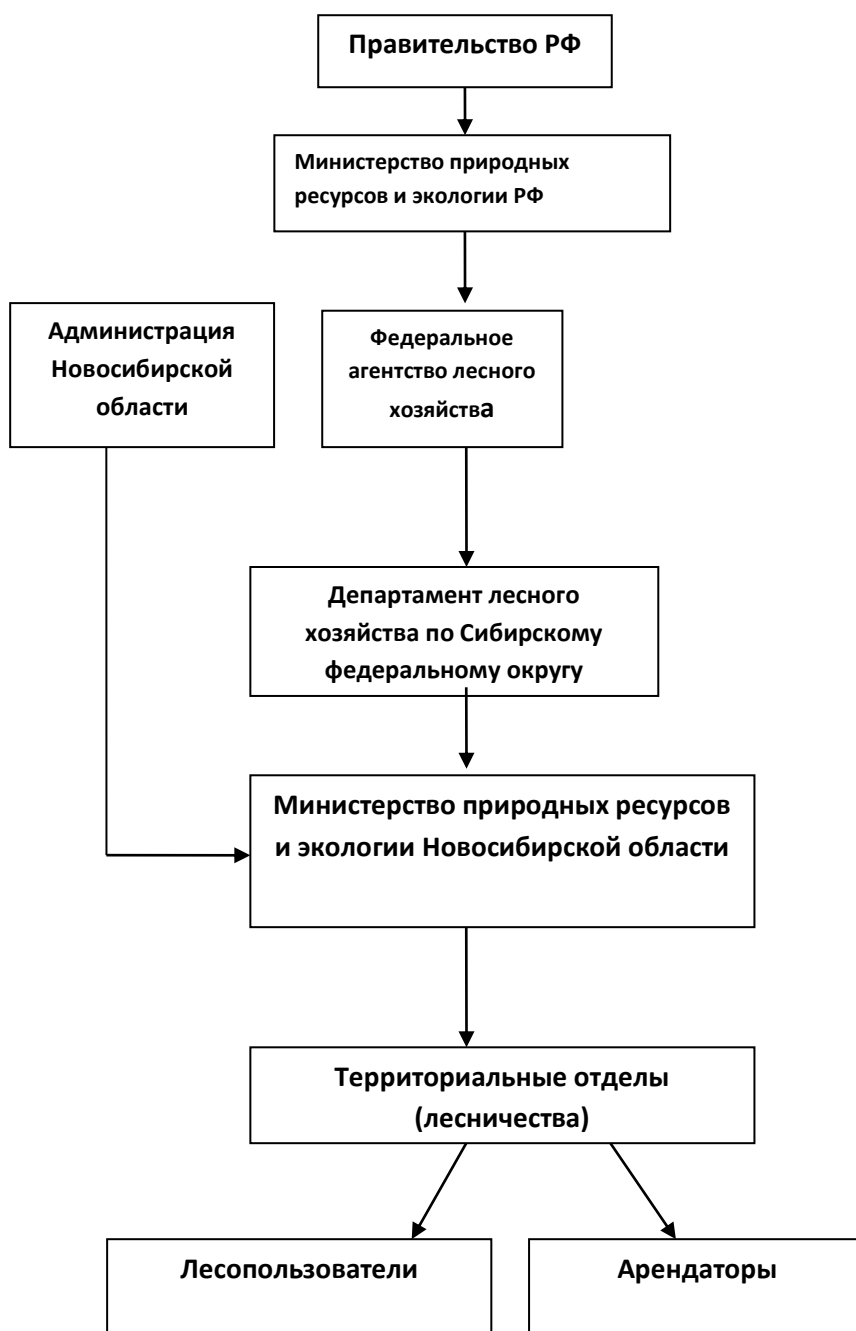 Правительство РФ
Министерство природных
ресурсов и экологии РФ
Администрация
Новосибирской
области
Федеральное
агентство лесного
хозяйства
Департамент лесного
хозяйства по Сибирскому
федеральному округу
Министерство природных ресурсов
и экологии Новосибирской области
Территориальные отделы
(лесничества)
Лесопользователи
Арендаторы